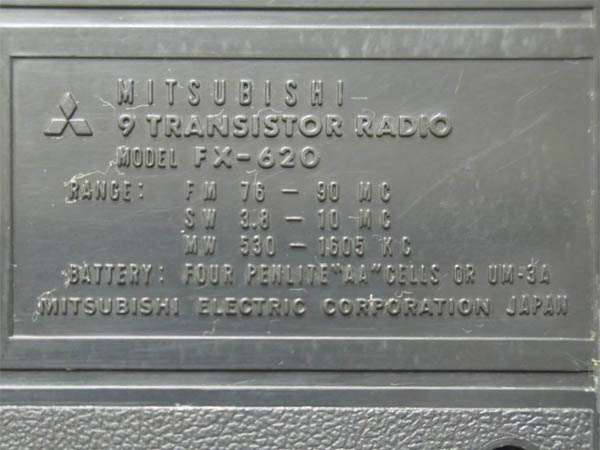 MITSUBISHI
9 TRANSISTOR RADIO
MODEL FX-620
RANGE: FM 76 - 90 MC
SW 3.8 - 10 MC
MW 530 - 1605 KC
BATTERY: FOUR PENLITE "AA" CELLS OR UM-3A
MITSUBISHI ELECTRIC CORPORATION JAPAN